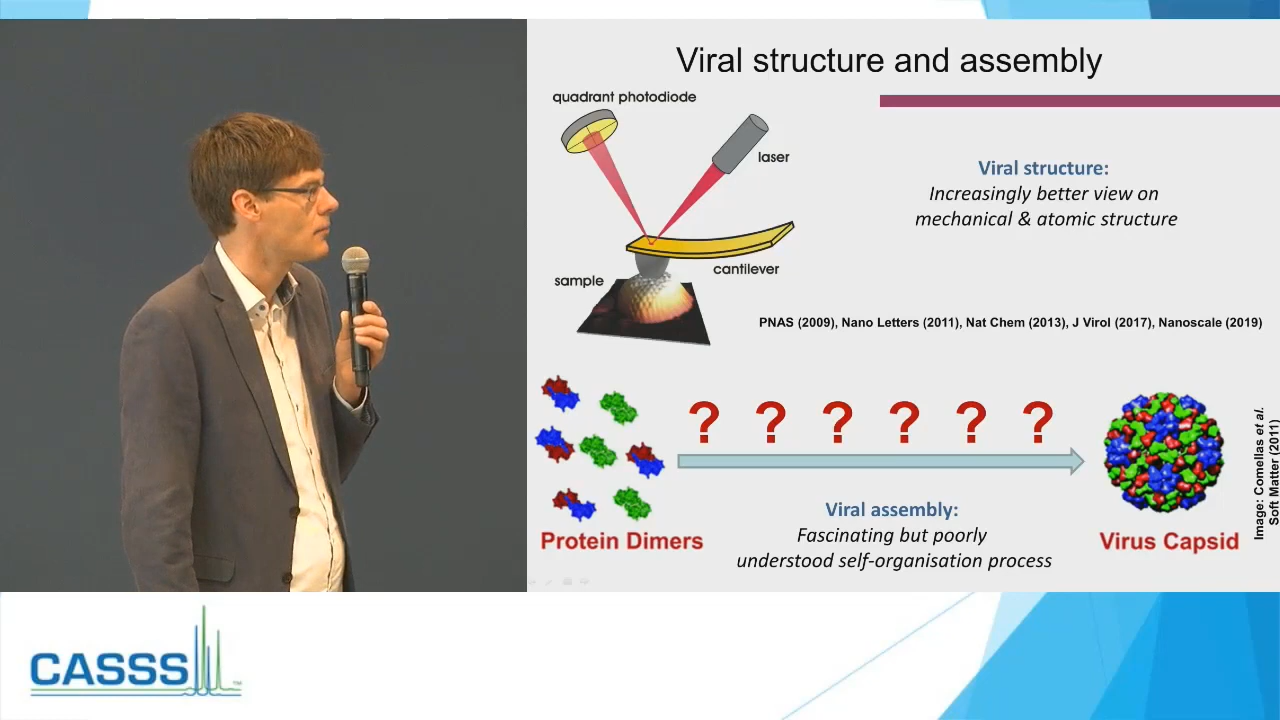 Viral structure and assembly
quadrant photodiode
laser
cantilever
sample
Viral structure:
Increasingly better view on
mechanical & atomic structure
PNAS (2009), Nano Letters (2011), Nat Chem (2013), J Virol (2017), Nanoscale (2019)
? ? ? ? ? ?
Protein Dimers
Viral assembly:
Fascinating but poorly
understood self-organisation process
Virus Capsid
Image: Comellas et al.
Soft Matter (2011)
CASSS™